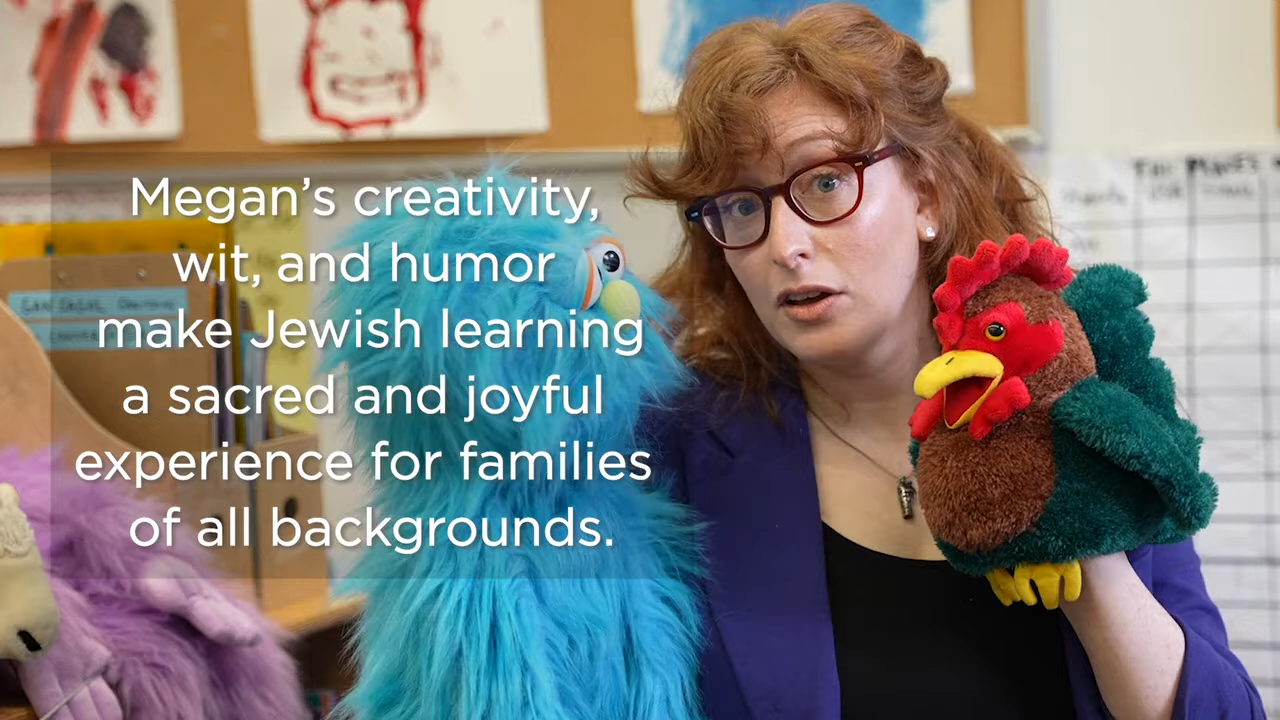 Megan’s creativity,
wit, and humor
make Jewish learning
a sacred and joyful
experience for families
of all backgrounds.